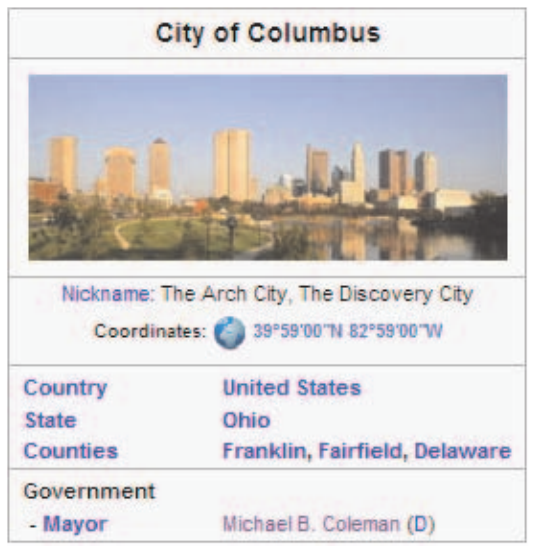 City of Columbus
Nickname: The Arch City, The Discovery City
Coordinates: 39°59′00″N 82°59′00″W
Country United States
State Ohio
Counties Franklin, Fairfield, Delaware
Government
- Mayor Michael B. Coleman (D)